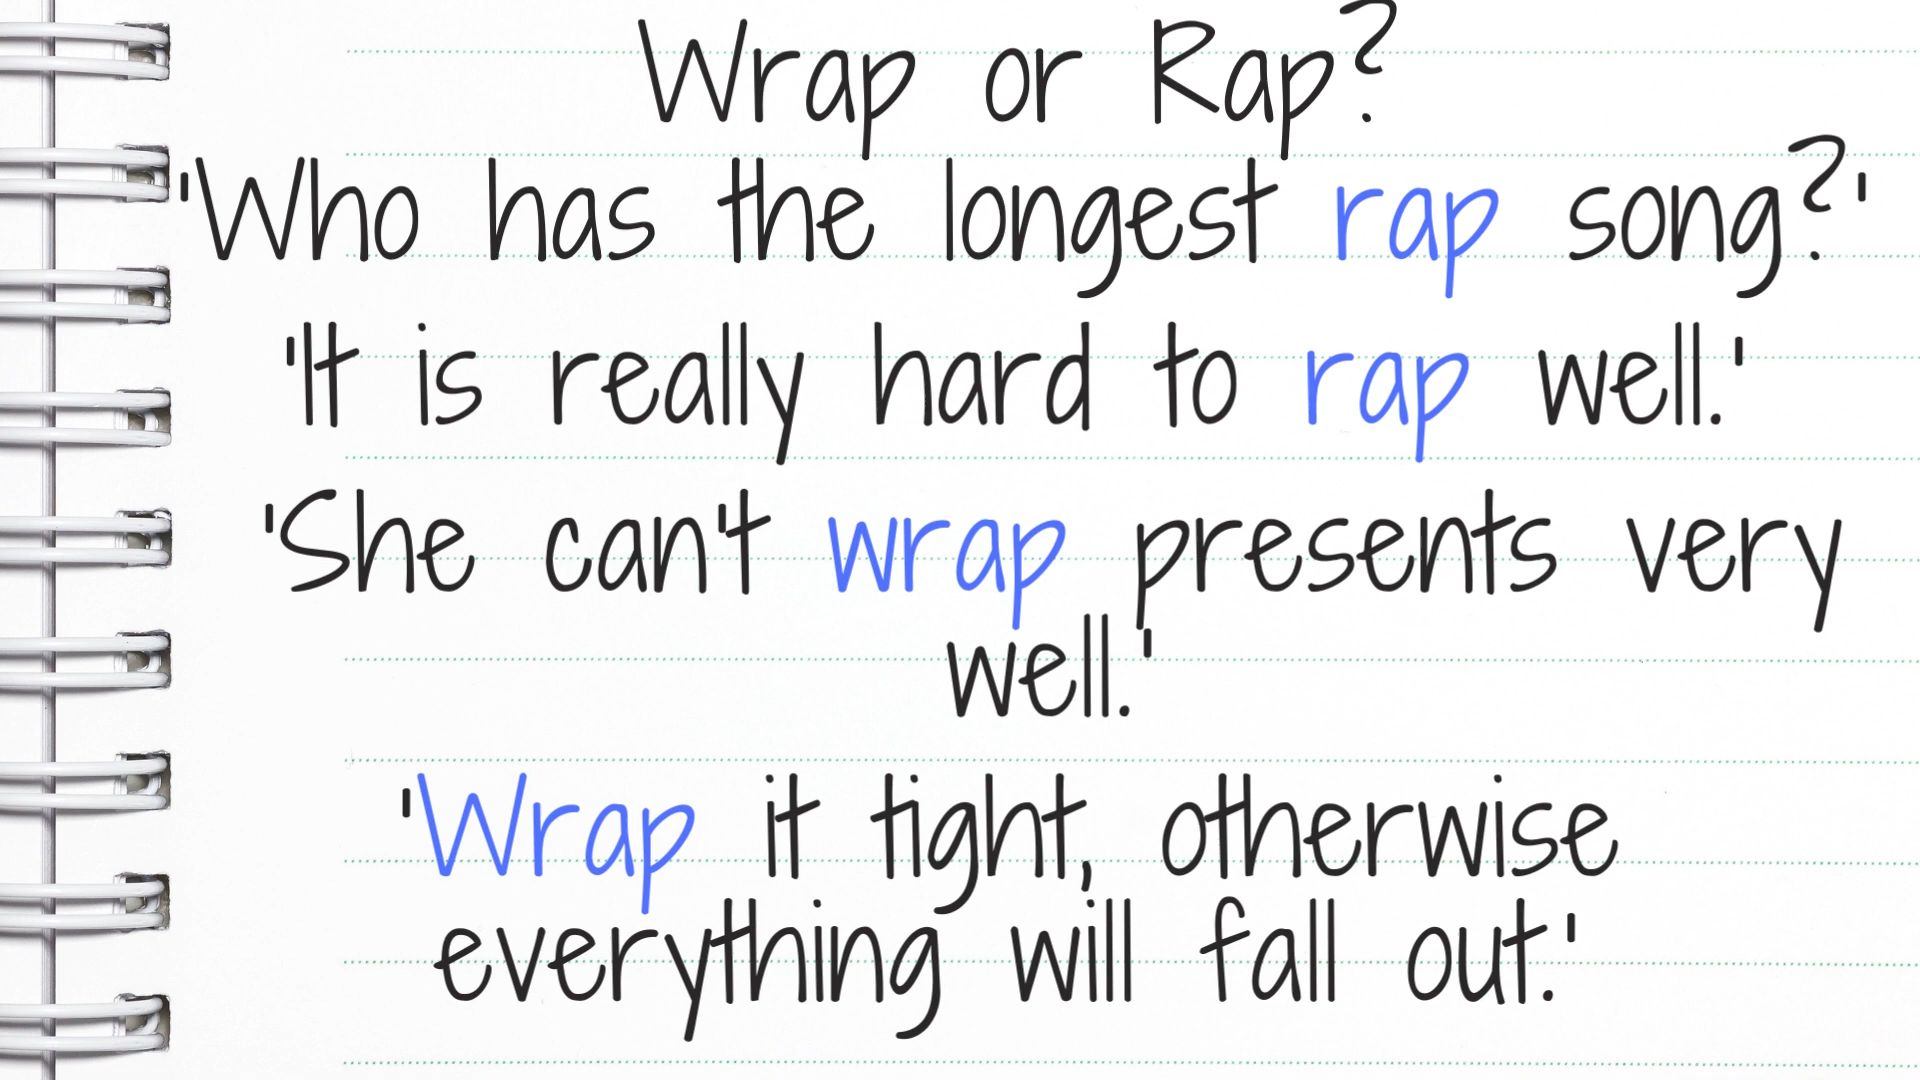 Wrap or Rap?
'Who has the longest rap song?'
'It is really hard to rap well.'
'She can't wrap presents very
well.'
'Wrap it tight, otherwise
everything will fall out.'